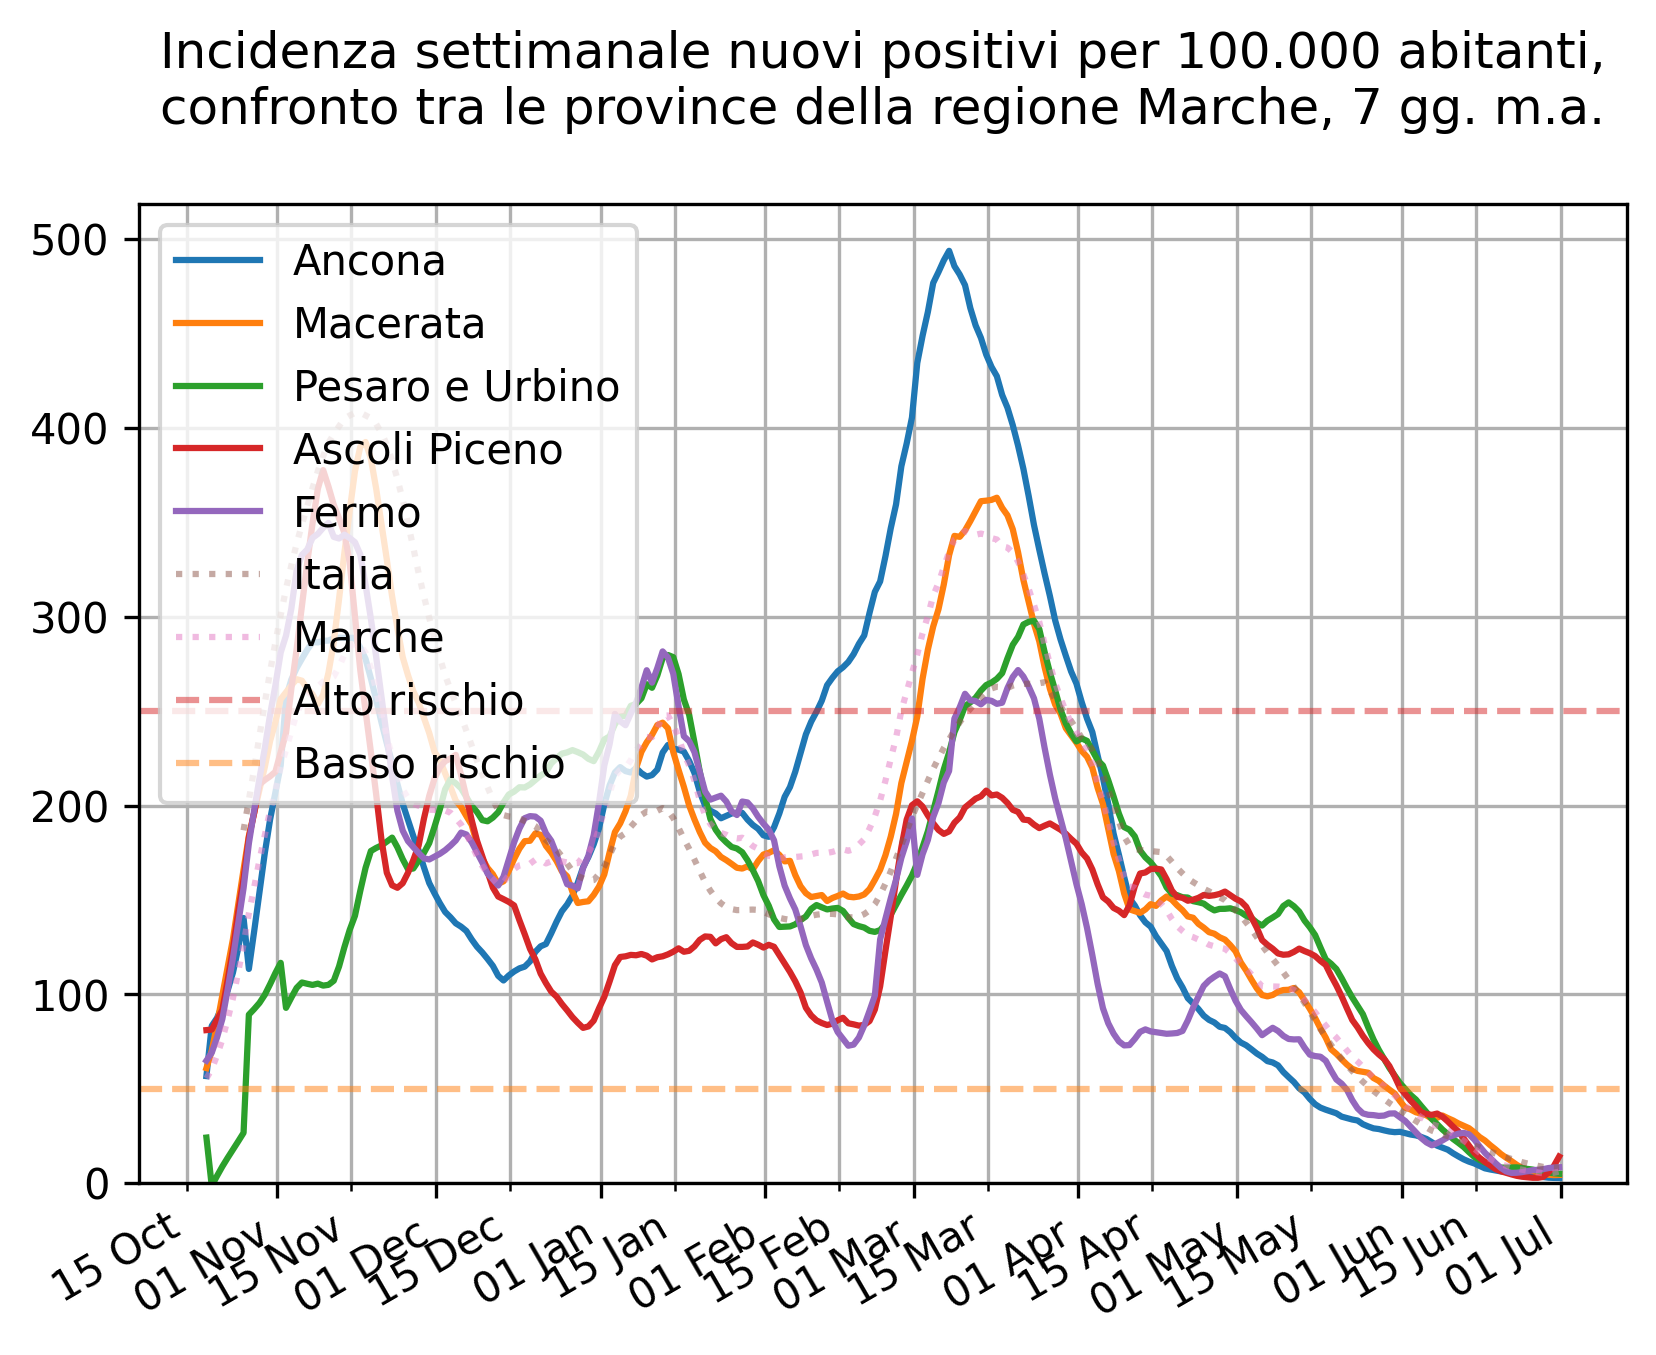 Incidenza settimanale nuovi positivi per 100.000 abitanti,
confronto tra le province della regione Marche, 7 gg. m.a.
500
400
300
200
100
0
Ancona
Macerata
Pesaro e Urbino
Ascoli Piceno
Fermo
Italia
Marche
Alto rischio
Basso rischio
15 Oct
01 Nov
15 Nov
01 Dec
15 Dec
01 Jan
15 Jan
01 Feb
15 Feb
01 Mar
15 Mar
01 Apr
15 Apr
01 May
15 May
01 Jun
15 Jun
01 Jul